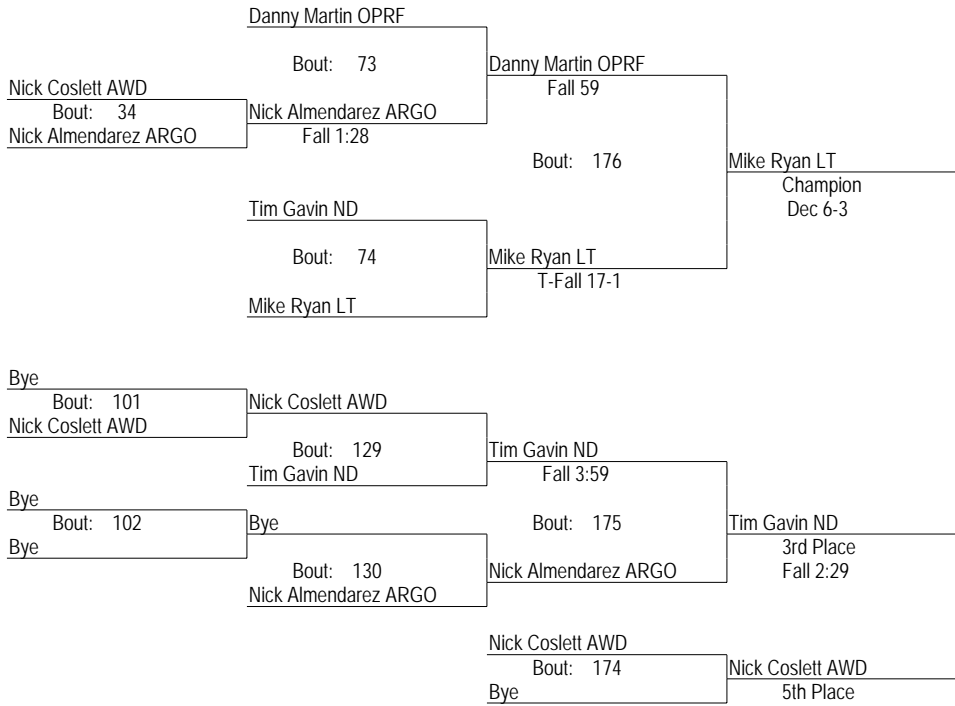 Danny Martin OPRF
Bout: 73
Danny Martin OPRF
Fall 59
Nick Coslett AWD
Bout: 34
Nick Almendarez ARGO
Nick Almendarez ARGO
Fall 1:28
Bout: 176
Mike Ryan LT
Champion
Dec 6-3
Tim Gavin ND
Bout: 74
Mike Ryan LT
T-Fall 17-1
Mike Ryan LT
Bye
Bout: 101
Nick Coslett AWD
Nick Coslett AWD
Bout: 129
Tim Gavin ND
Tim Gavin ND
Fall 3:59
Bye
Bout: 102
Bye
Bye
Bout: 175
Tim Gavin ND
3rd Place
Fall 2:29
Bout: 130
Nick Almendarez ARGO
Nick Almendarez ARGO
Nick Coslett AWD
Bout: 174
Bye
Nick Coslett AWD
5th Place